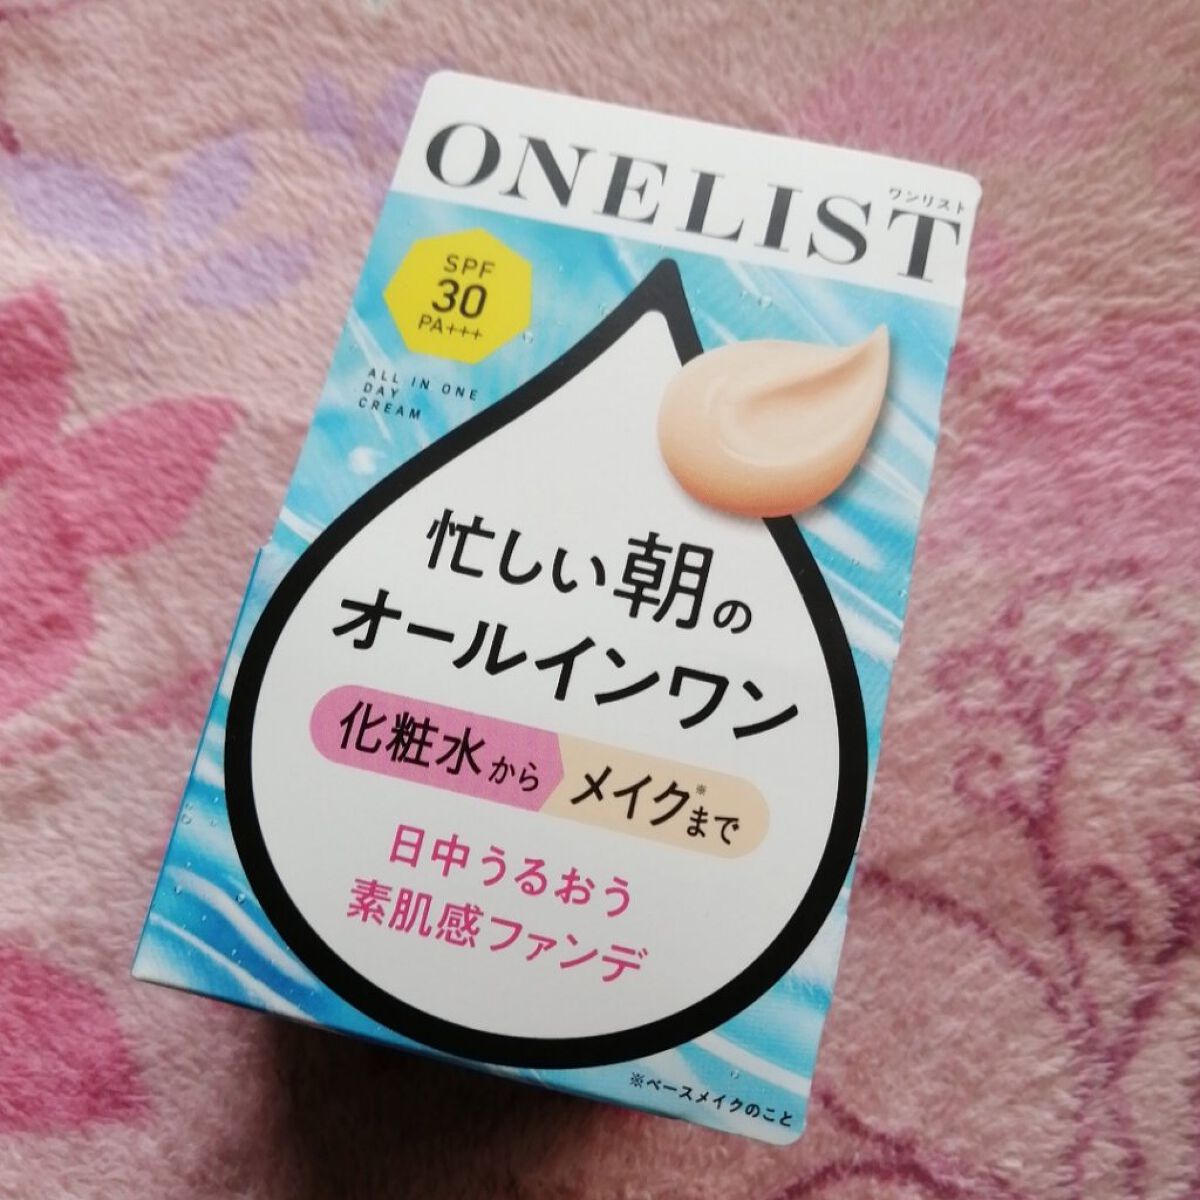 ONELIST
ワンリスト
SPF
30
PA+++
ALL IN ONE
DAY
CREAM
忙しい朝の
オールインワン
化粧水から メイク※まで
日中うるおう
素肌感ファンデ
※ベースメイクのこと